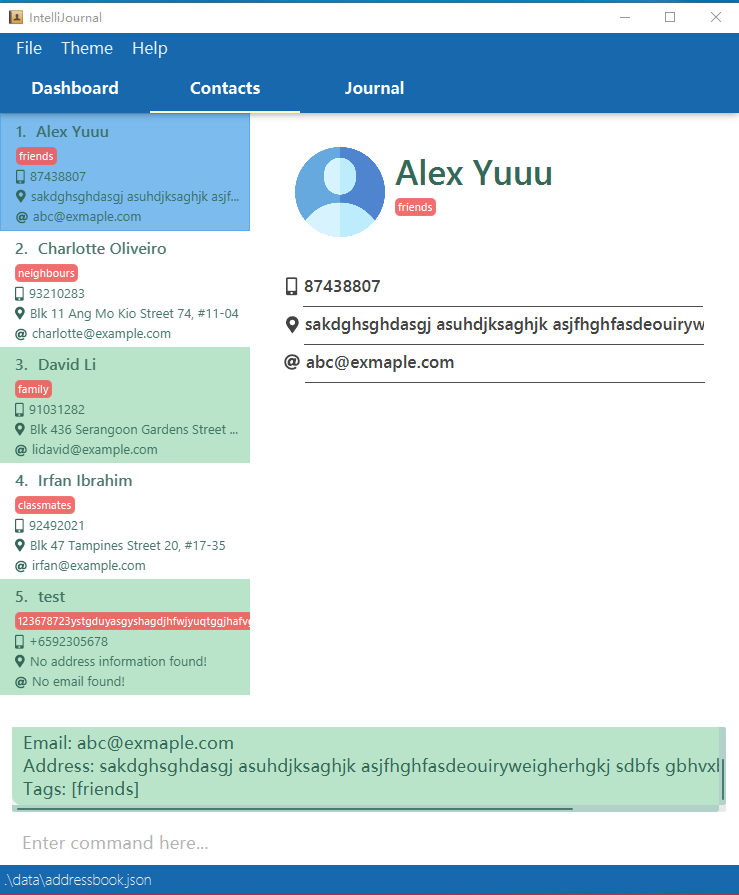 IntelliJournal
File Theme Help
Dashboard Contacts Journal
1. Alex Yuuu
friends
87438807
sakdghsghdasgj asuhdjksaghjk asjf...
abc@exmaple.com
2. Charlotte Oliveiro
neighbours
93210283
Blk 11 Ang Mo Kio Street 74, #11-04
charlotte@example.com
3. David Li
family
91031282
Blk 436 Serangoon Gardens Street ...
lidavid@example.com
4. Irfan Ibrahim
classmates
92492021
Blk 47 Tampines Street 20, #17-35
irfan@example.com
5. test
123678723ystgduyasgyshagdjhfwjyuqtggjhafv
+6592305678
No address information found!
No email found!
Alex Yuuu
friends
87438807
sakdghsghdasgj asuhdjksaghjk asjfhghfasdeouiryw
abc@exmaple.com
Email: abc@exmaple.com
Address: sakdghsghdasgj asuhdjksaghjk asjfhghfasdeouiryweigherhgkj sdbfs gbhvxl
Tags: [friends]
Enter command here...
.\data\addressbook.json